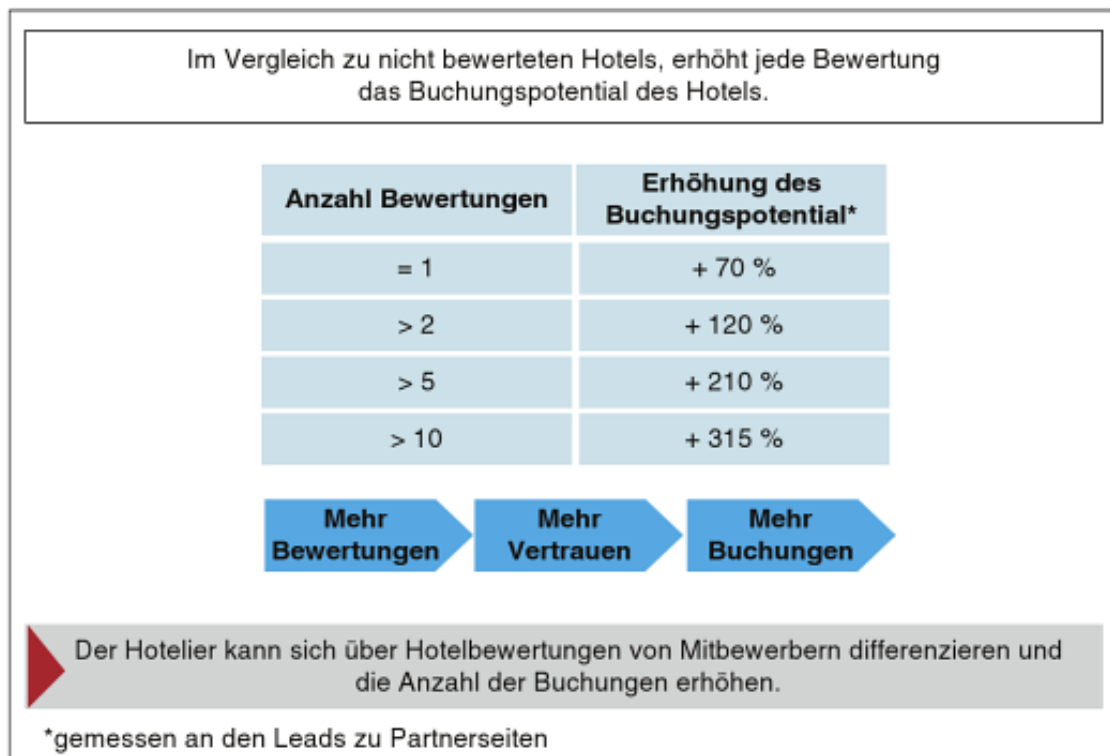 Im Vergleich zu nicht bewerteten Hotels, erhöht jede Bewertung
das Buchungspotential des Hotels.
Anzahl Bewertungen
Erhöhung des
Buchungspotential*
= 1
+ 70 %
> 2
+ 120 %
> 5
+ 210 %
> 10
+ 315 %
Mehr
Bewertungen
Mehr
Vertrauen
Mehr
Buchungen
Der Hotelier kann sich über Hotelbewertungen von Mitbewerbern differenzieren und
die Anzahl der Buchungen erhöhen.
*gemessen an den Leads zu Partnerseiten